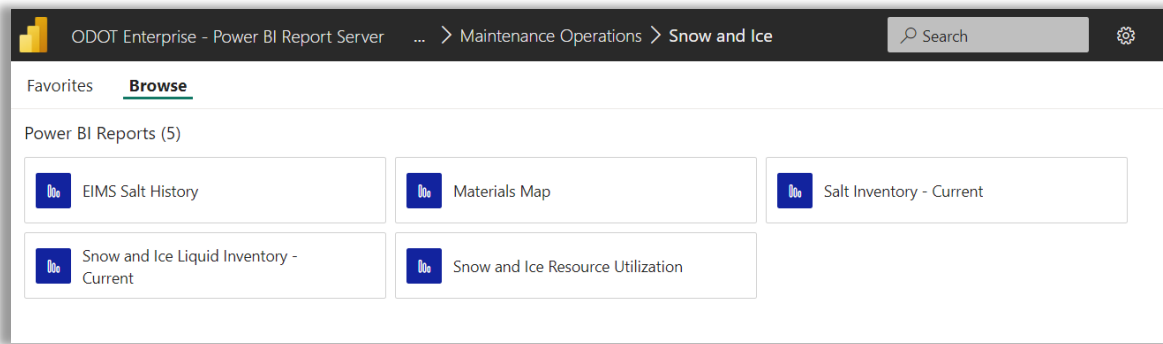 ODOT Enterprise - Power BI Report Server ... > Maintenance Operations > Snow and Ice Search
Favorites Browse
Power BI Reports (5)
EIMS Salt History
Materials Map
Salt Inventory - Current
Snow and Ice Liquid Inventory -
Current
Snow and Ice Resource Utilization